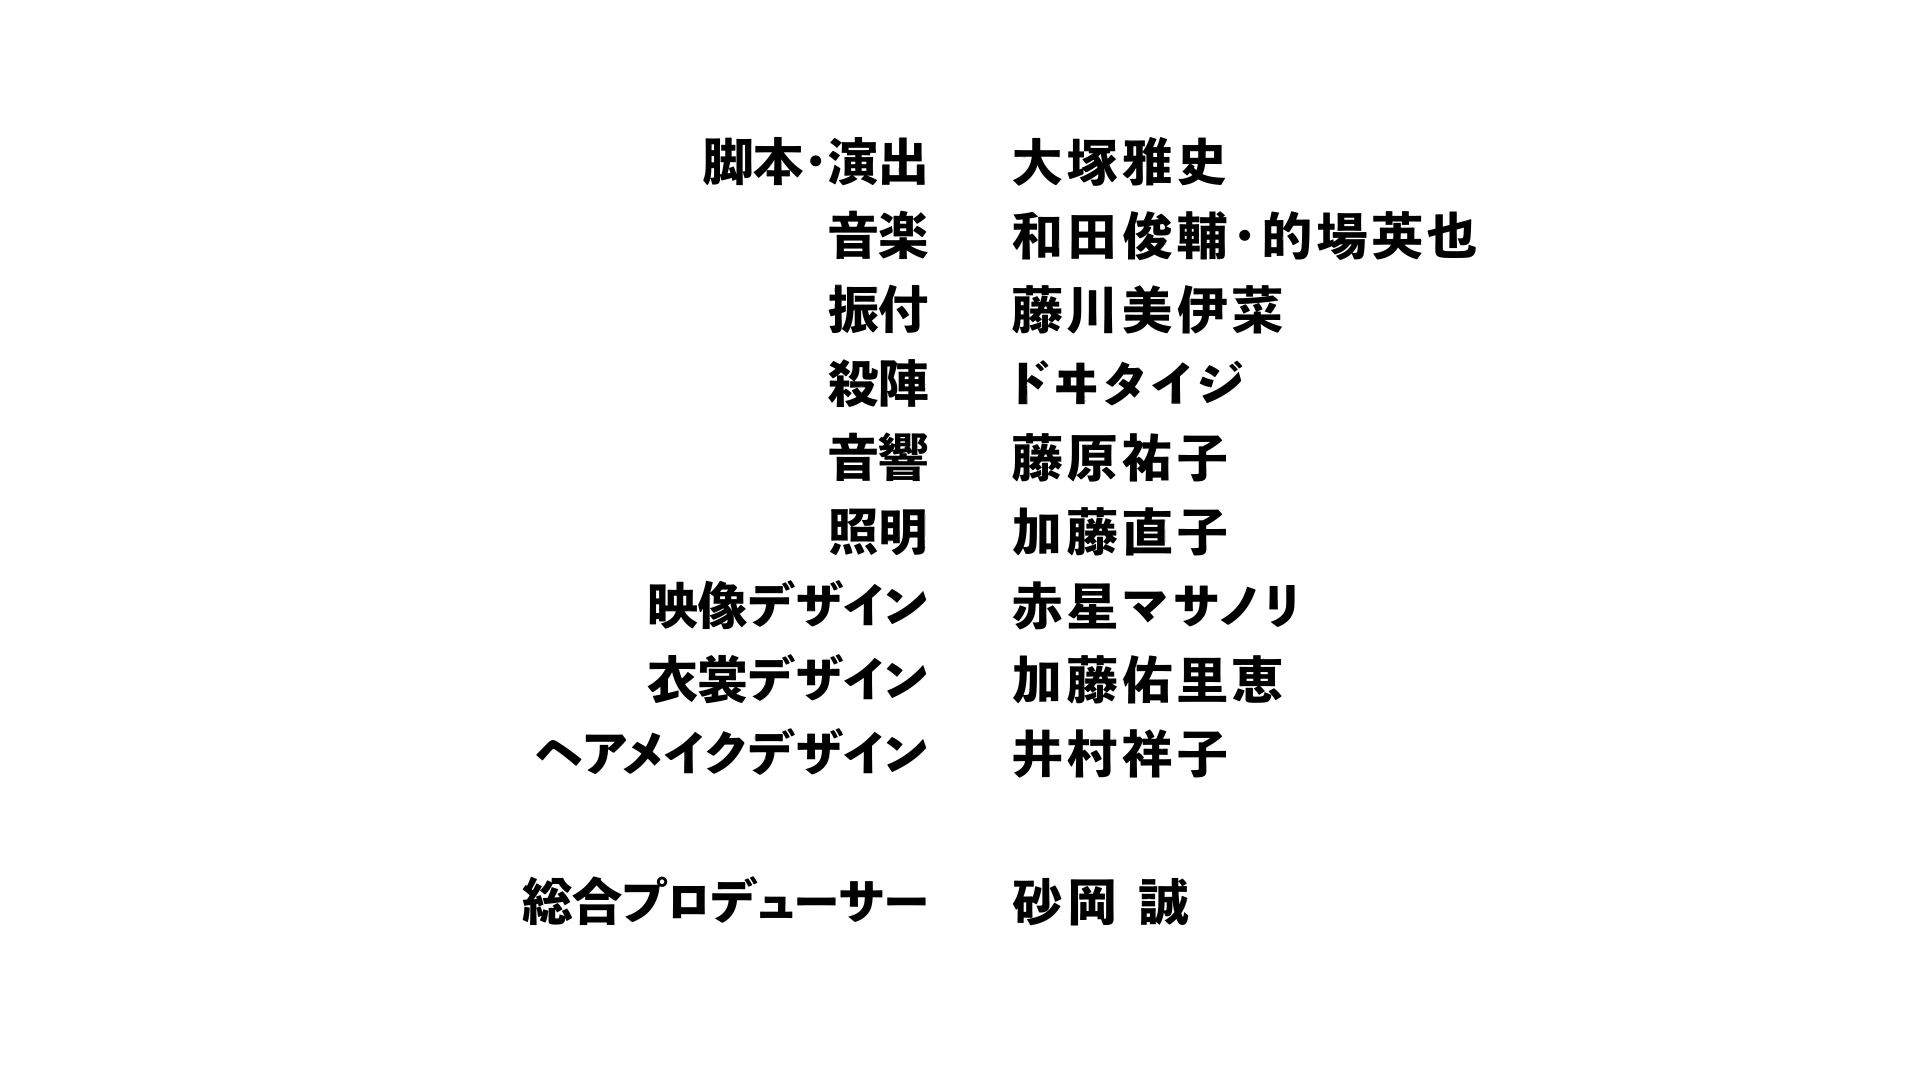 脚本・演出 大塚雅史
音楽 和田俊輔・的場英也
振付 藤川美伊菜
殺陣 ドヰタイジ
音響 藤原祐子
照明 加藤直子
映像デザイン 赤星マサノリ
衣裳デザイン 加藤佑里恵
ヘアメイクデザイン 井村祥子
総合プロデューサー 砂岡 誠